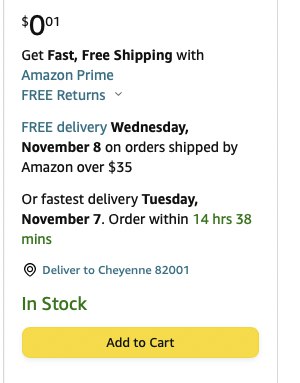 $0 01
Get Fast, Free Shipping with
Amazon Prime
FREE Returns
FREE delivery Wednesday,
November 8 on orders shipped by
Amazon over $35
Or fastest delivery Tuesday,
November 7. Order within 14 hrs 38
mins
Deliver to Cheyenne 82001
In Stock
Add to Cart